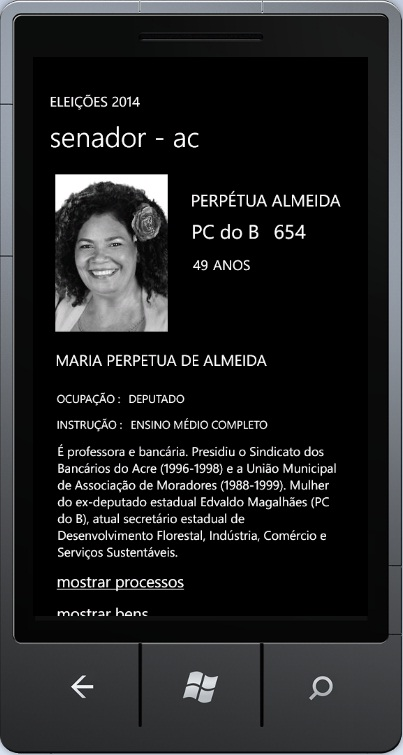 ELEIÇÕES 2014
senador - ac
PERPÉTUA ALMEIDA
PC do B 654
49 ANOS
MARIA PERPETUA DE ALMEIDA
OCUPAÇÃO : DEPUTADO
INSTRUÇÃO : ENSINO MÉDIO COMPLETO
É professora e bancária. Presidiu o Sindicato dos
Bancários do Acre (1996-1998) e a União Municipal
de Associação de Moradores (1988-1999). Mulher
do ex-deputado estadual Edvaldo Magalhães (PC
do B), atual secretário estadual de
Desenvolvimento Florestal, Indústria, Comércio e
Serviços Sustentáveis.
mostrar processos
mostrar bens